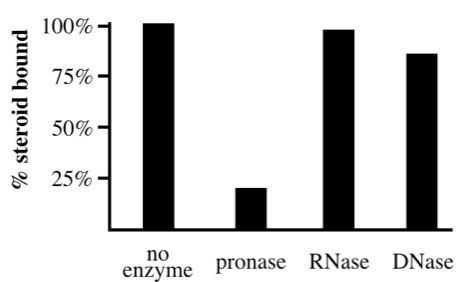 % steroid bound
100%
75%
50%
25%
no
enzyme
pronase
RNase
DNase